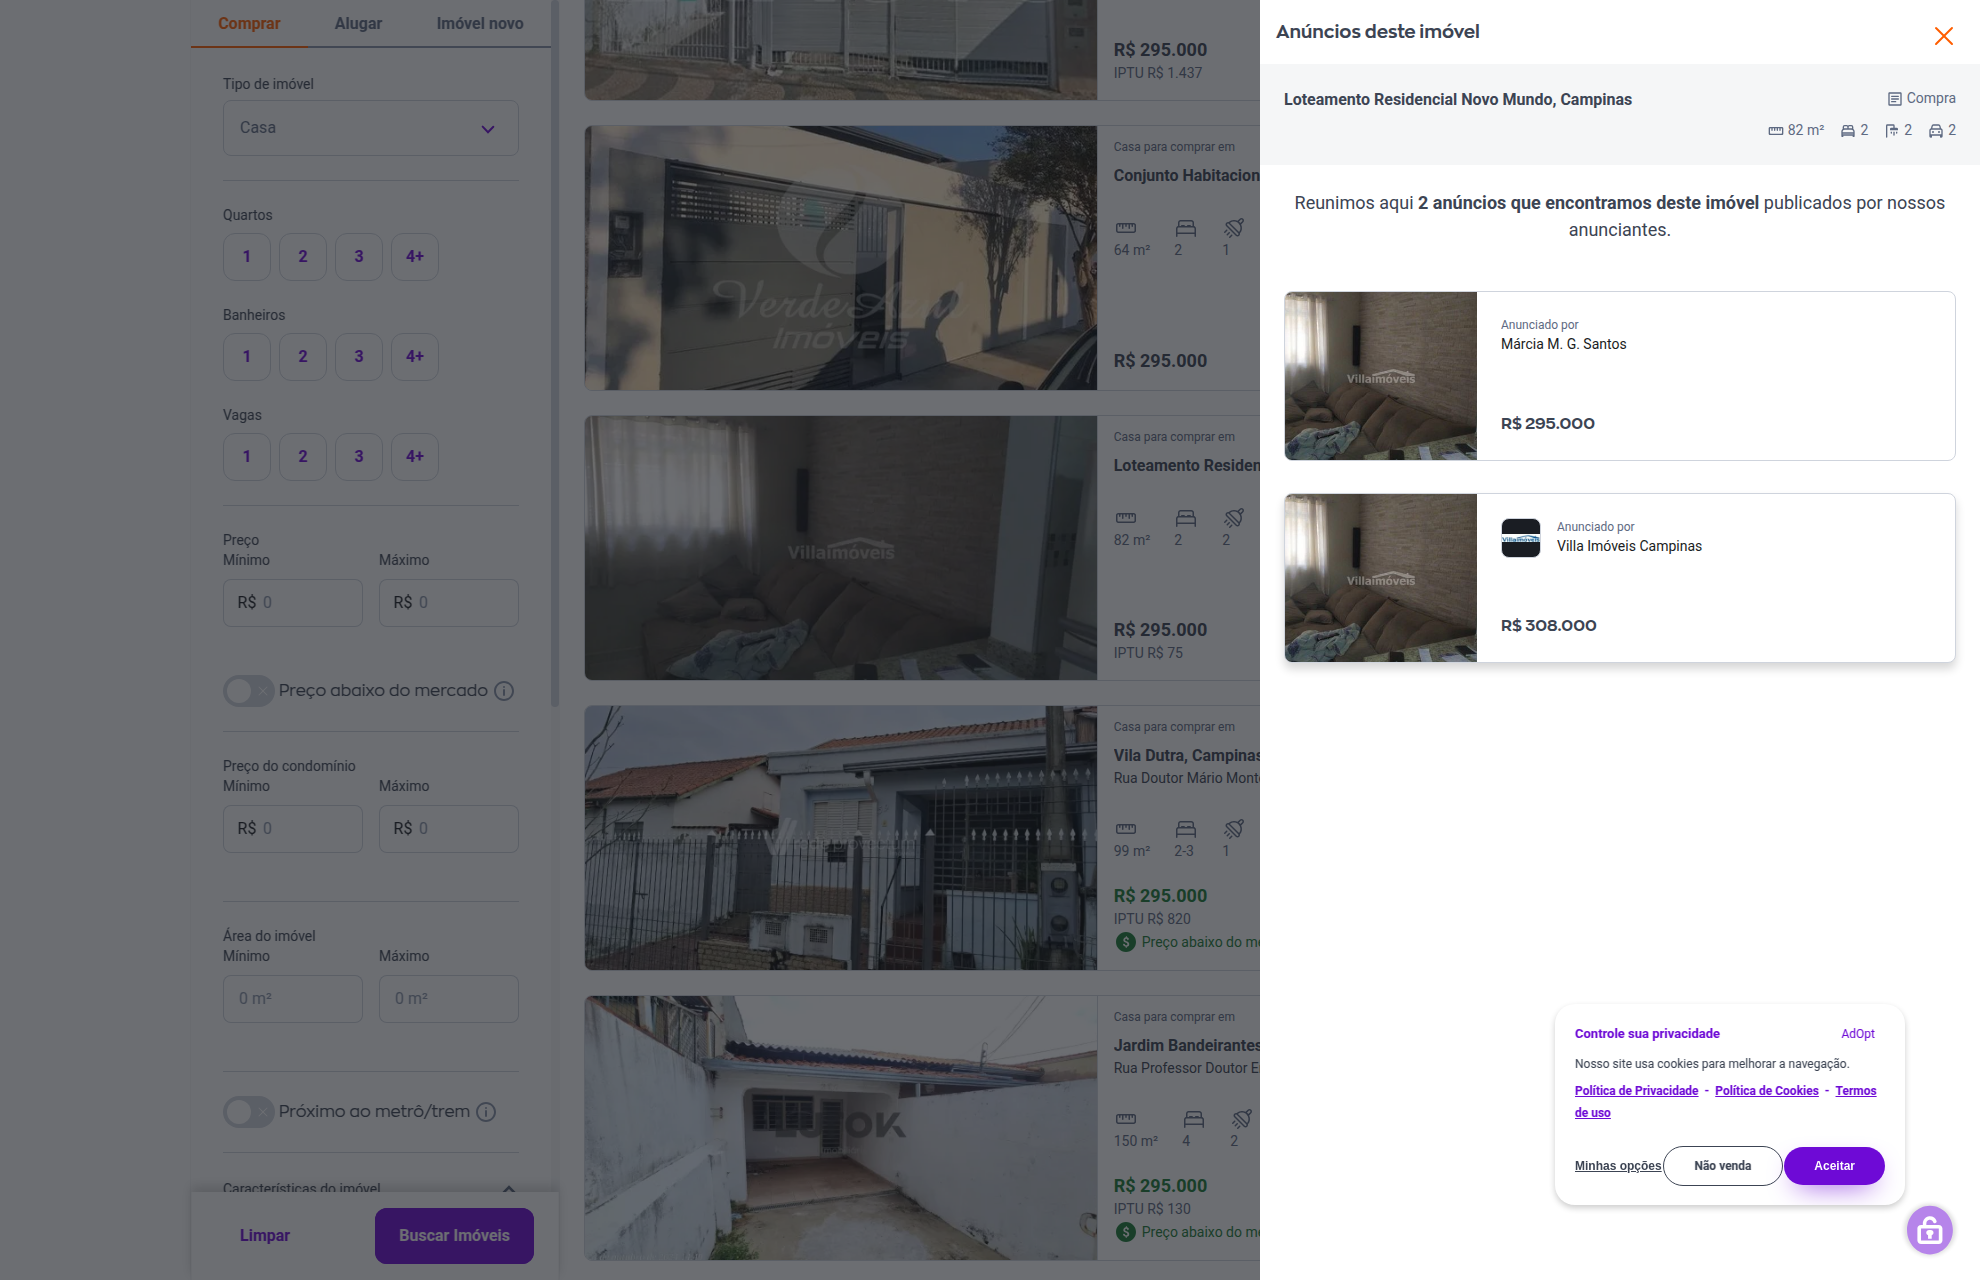 Comprar
Alugar
Imóvel novo
Tipo de imóvel
Casa
Quartos
1
2
3
4+
Banheiros
1
2
3
4+
Vagas
1
2
3
4+
Preço
Mínimo
Máximo
R$ 0
R$ 0
Preço abaixo do mercado
Preço do condomínio
Mínimo
Máximo
R$ 0
R$ 0
Área do imóvel
Mínimo
Máximo
0 m²
0 m²
Próximo ao metrô/trem
Características do imóvel
Limpar
Buscar Imóveis
R$ 295.000
IPTU R$ 1.437
VerdeAzul
Imóveis
Casa para comprar em
Conjunto Habitacion
64 m²
2
1
R$ 295.000
Villaimóveis
Casa para comprar em
Loteamento Residen
82 m²
2
2
R$ 295.000
IPTU R$ 75
Casa para comprar em
Vila Dutra, Campinas
Rua Doutor Mário Monte
99 m²
2-3
1
R$ 295.000
IPTU R$ 820
Preço abaixo do me
Casa para comprar em
Jardim Bandeirantes
Rua Professor Doutor E
150 m²
4
2
R$ 295.000
IPTU R$ 130
Preço abaixo do me
Anúncios deste imóvel
Loteamento Residencial Novo Mundo, Campinas
Compra
82 m²
2
2
2
Reunimos aqui 2 anúncios que encontramos deste imóvel publicados por nossos
anunciantes.
Villaimóveis
Anunciado por
Márcia M. G. Santos
R$ 295.000
Villaimóveis
Villaimóveis
Anunciado por
Villa Imóveis Campinas
R$ 308.000
Controle sua privacidade
AdOpt
Nosso site usa cookies para melhorar a navegação.
Política de Privacidade - Política de Cookies - Termos
de uso
Minhas opções
Não venda
Aceitar